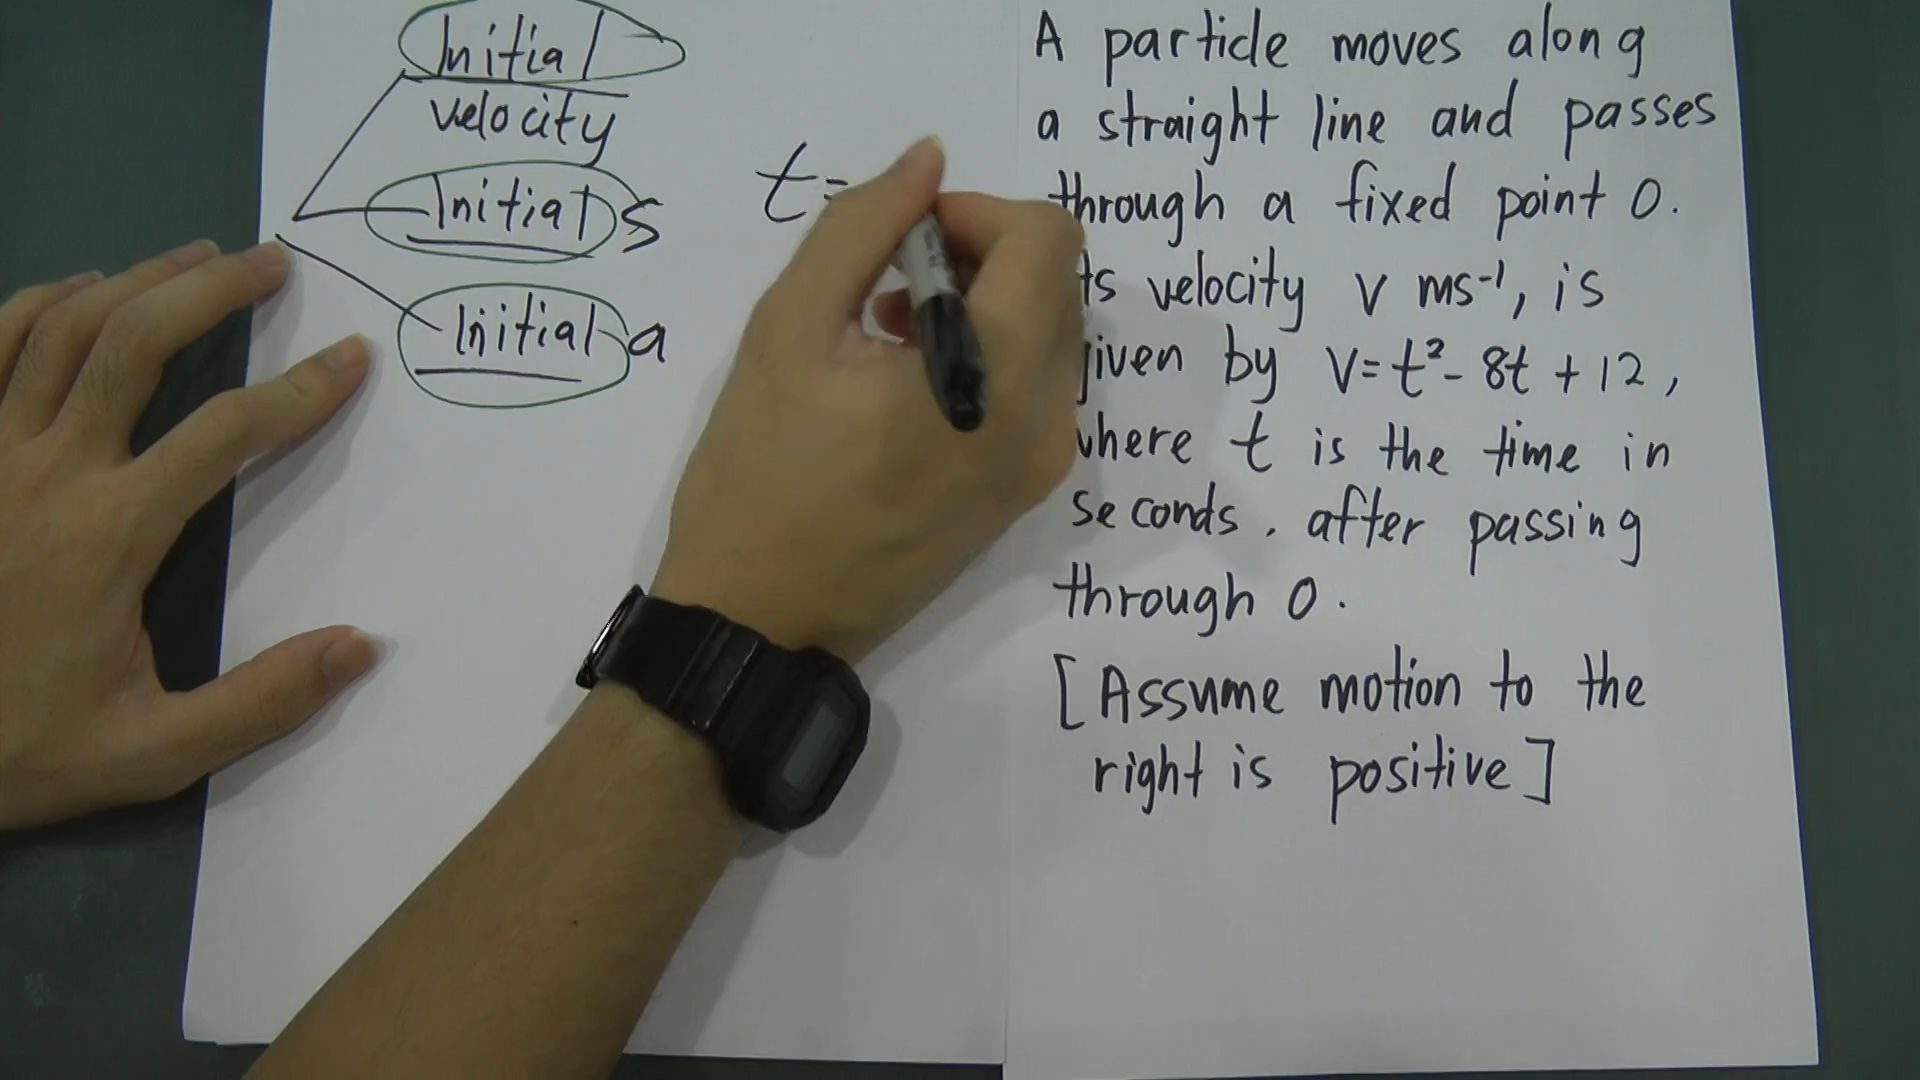 Initial
velocity
Initial s
Initial a
t=
A particle moves along
a straight line and passes
through a fixed point O.
ts velocity v ms⁻¹, is
given by v=t²-8t+12,
where t is the time in
seconds, after passing
through O.
[Assume motion to the
right is positive]